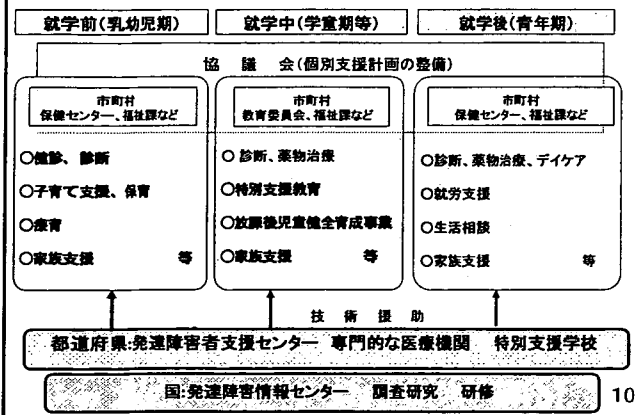 就学前(乳幼児期)
就学中(学童期等)
就学後(青年期)
協 議 会(個別支援計画の整備)
市町村
保健センター、福祉課など
○健診、診断
○子育て支援、保育
○療育
○家族支援 等
市町村
教育委員会、福祉課など
○ 診断、薬物治療
○特別支援教育
○放課後児童健全育成事業
○家族支援 等
市町村
保健センター、福祉課など
○診断、薬物治療、デイケア
○就労支援
○生活相談
○家族支援 等
技 術 援 助
都道府県:発達障害者支援センター 専門的な医療機関 特別支援学校
国:発達障害情報センター 調査研究 研修
10